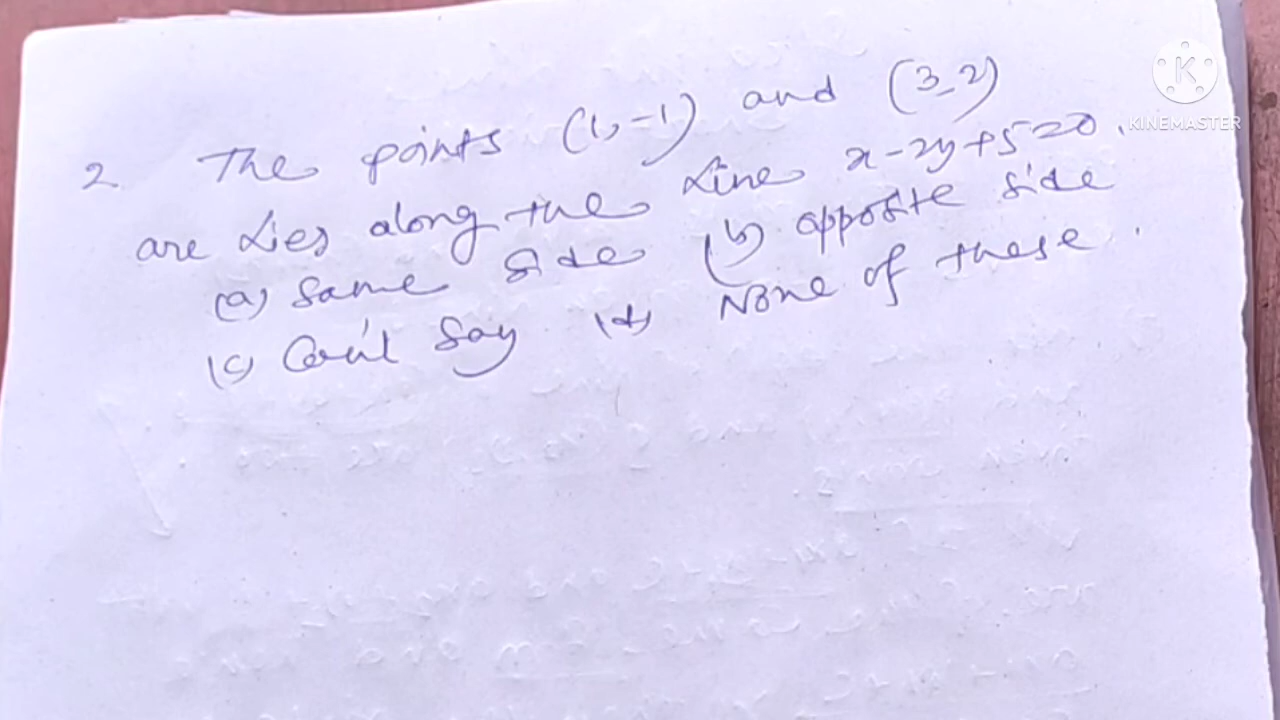 2. The points (1, -1) and (3, 2)
are Lies along the Line x-2y+5=0.
(a) same side (b) opposite side
(c) Can't say (d) None of these.
K
KINEMASTER